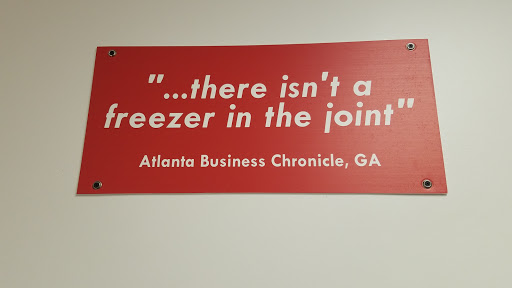 "...there isn't a
freezer in the joint"
Atlanta Business Chronicle, GA